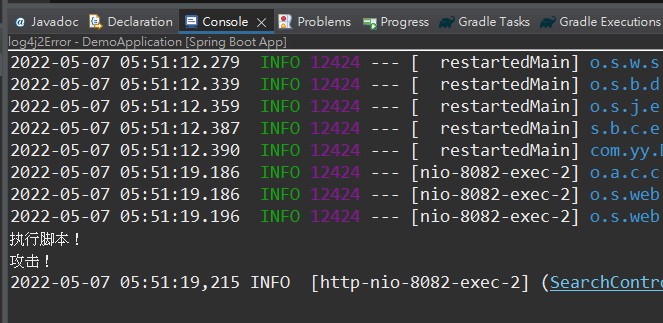 @ Javadoc Declaration Console Problems Progress Gradle Tasks Gradle Executions
log4j2Error - DemoApplication [Spring Boot App]
2022-05-07 05:51:12.279 INFO 12424 --- [ restartedMain] o.s.w.s
2022-05-07 05:51:12.339 INFO 12424 --- [ restartedMain] o.s.b.d
2022-05-07 05:51:12.359 INFO 12424 --- [ restartedMain] o.s.j.e
2022-05-07 05:51:12.387 INFO 12424 --- [ restartedMain] s.b.c.e
2022-05-07 05:51:12.390 INFO 12424 --- [ restartedMain] com.yy.
2022-05-07 05:51:19.186 INFO 12424 --- [nio-8082-exec-2] o.a.c.c
2022-05-07 05:51:19.186 INFO 12424 --- [nio-8082-exec-2] o.s.web
2022-05-07 05:51:19.196 INFO 12424 --- [nio-8082-exec-2] o.s.web
执行脚本！
攻击！
2022-05-07 05:51:19,215 INFO [http-nio-8082-exec-2] (SearchContr